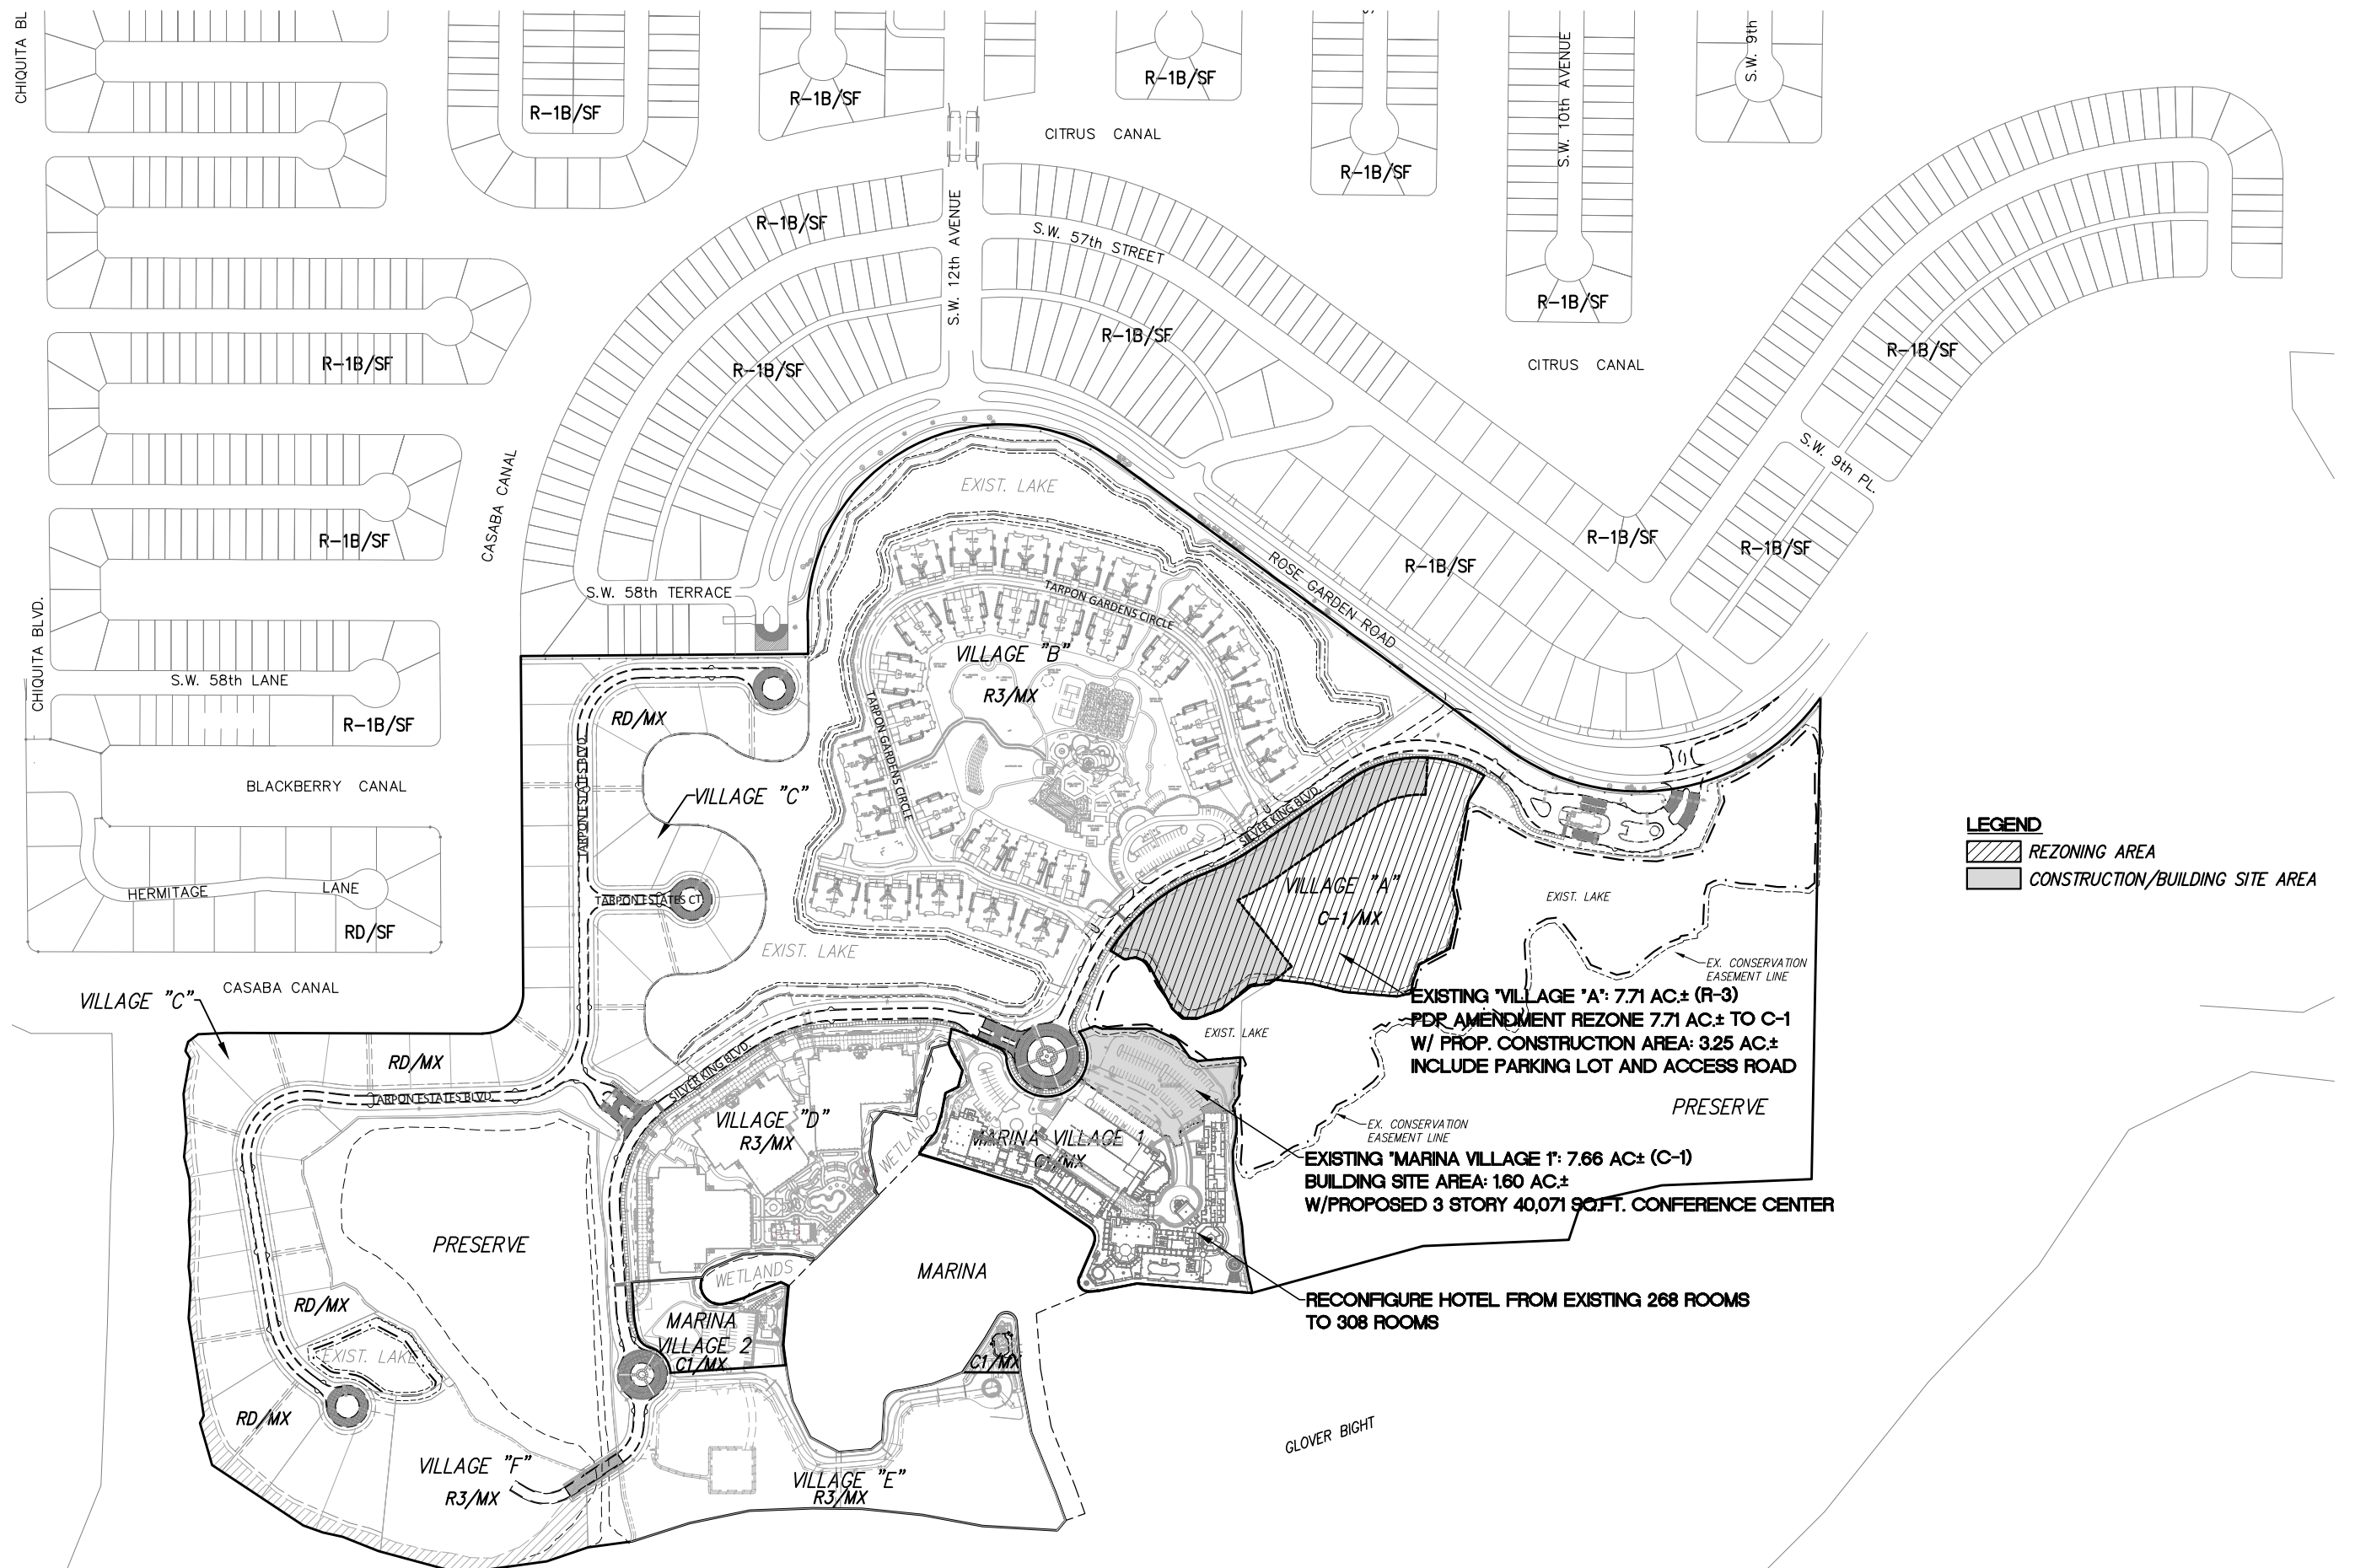 CHIQUITA BL
R-1B/SF
R-1B/SF
R-1B/SF
S.W. 10th AVENUE
S.W. 9th
CITRUS CANAL
R-1B/SF
R-1B/SF
S.W. 12th AVENUE
S.W. 57th STREET
R-1B/SF
R-1B/SF
R-1B/SF
R-1B/SF
R-1B/SF
CITRUS CANAL
R-1B/SF
S.W. 9th PL.
CASABA CANAL
EXIST. LAKE
R-1B/SF
R-1B/SF
R-1B/SF
R-1B/SF
ROSE GARDEN ROAD
S.W. 58th TERRACE
TARPON GARDENS CIRCLE
CHIQUITA BLVD.
VILLAGE "B"
R3/MX
S.W. 58th LANE
R-1B/SF
RD/MX
TARPON GARDENS CIRCLE
TARPON ESTATES BLVD.
BLACKBERRY CANAL
VILLAGE "C"
SILVER KING BLVD.
LEGEND
REZONING AREA
CONSTRUCTION/BUILDING SITE AREA
HERMITAGE LANE
RD/SF
TARPON ESTATES CT.
VILLAGE "A"
C-1/MX
EXIST. LAKE
EXIST. LAKE
EX. CONSERVATION
EASEMENT LINE
CASABA CANAL
VILLAGE "C"
EXISTING "VILLAGE "A": 7.71 AC.± (R-3)
PDP AMENDMENT REZONE 7.71 AC.± TO C-1
W/ PROP. CONSTRUCTION AREA: 3.25 AC.±
INCLUDE PARKING LOT AND ACCESS ROAD
EXIST. LAKE
RD/MX
SILVER KING BLVD.
TARPON ESTATES BLVD.
PRESERVE
VILLAGE "D"
R3/MX
WETLANDS
MARINA VILLAGE 1
C1/MX
EX. CONSERVATION
EASEMENT LINE
EXISTING "MARINA VILLAGE 1": 7.66 AC± (C-1)
BUILDING SITE AREA: 1.60 AC.±
W/PROPOSED 3 STORY 40,071 SQ.FT. CONFERENCE CENTER
PRESERVE
WETLANDS
MARINA
RECONFIGURE HOTEL FROM EXISTING 268 ROOMS
TO 308 ROOMS
RD/MX
MARINA
VILLAGE 2
C1/MX
EXIST. LAKE
C1/MX
RD/MX
GLOVER BIGHT
VILLAGE "F"
R3/MX
VILLAGE "E"
R3/MX